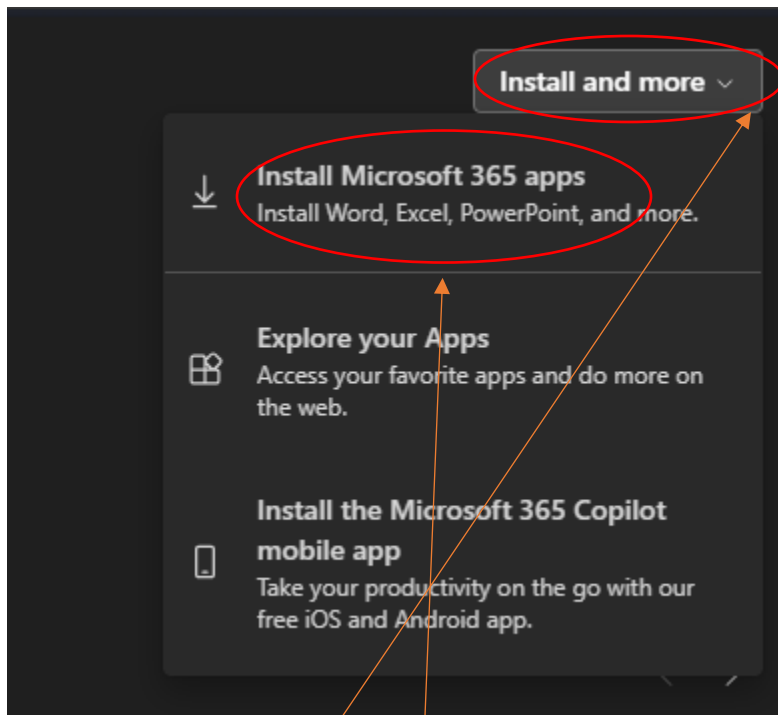 Install and more
Install Microsoft 365 apps
Install Word, Excel, PowerPoint, and more.
Explore your Apps
Access your favorite apps and do more on
the web.
Install the Microsoft 365 Copilot
mobile app
Take your productivity on the go with our
free iOS and Android app.